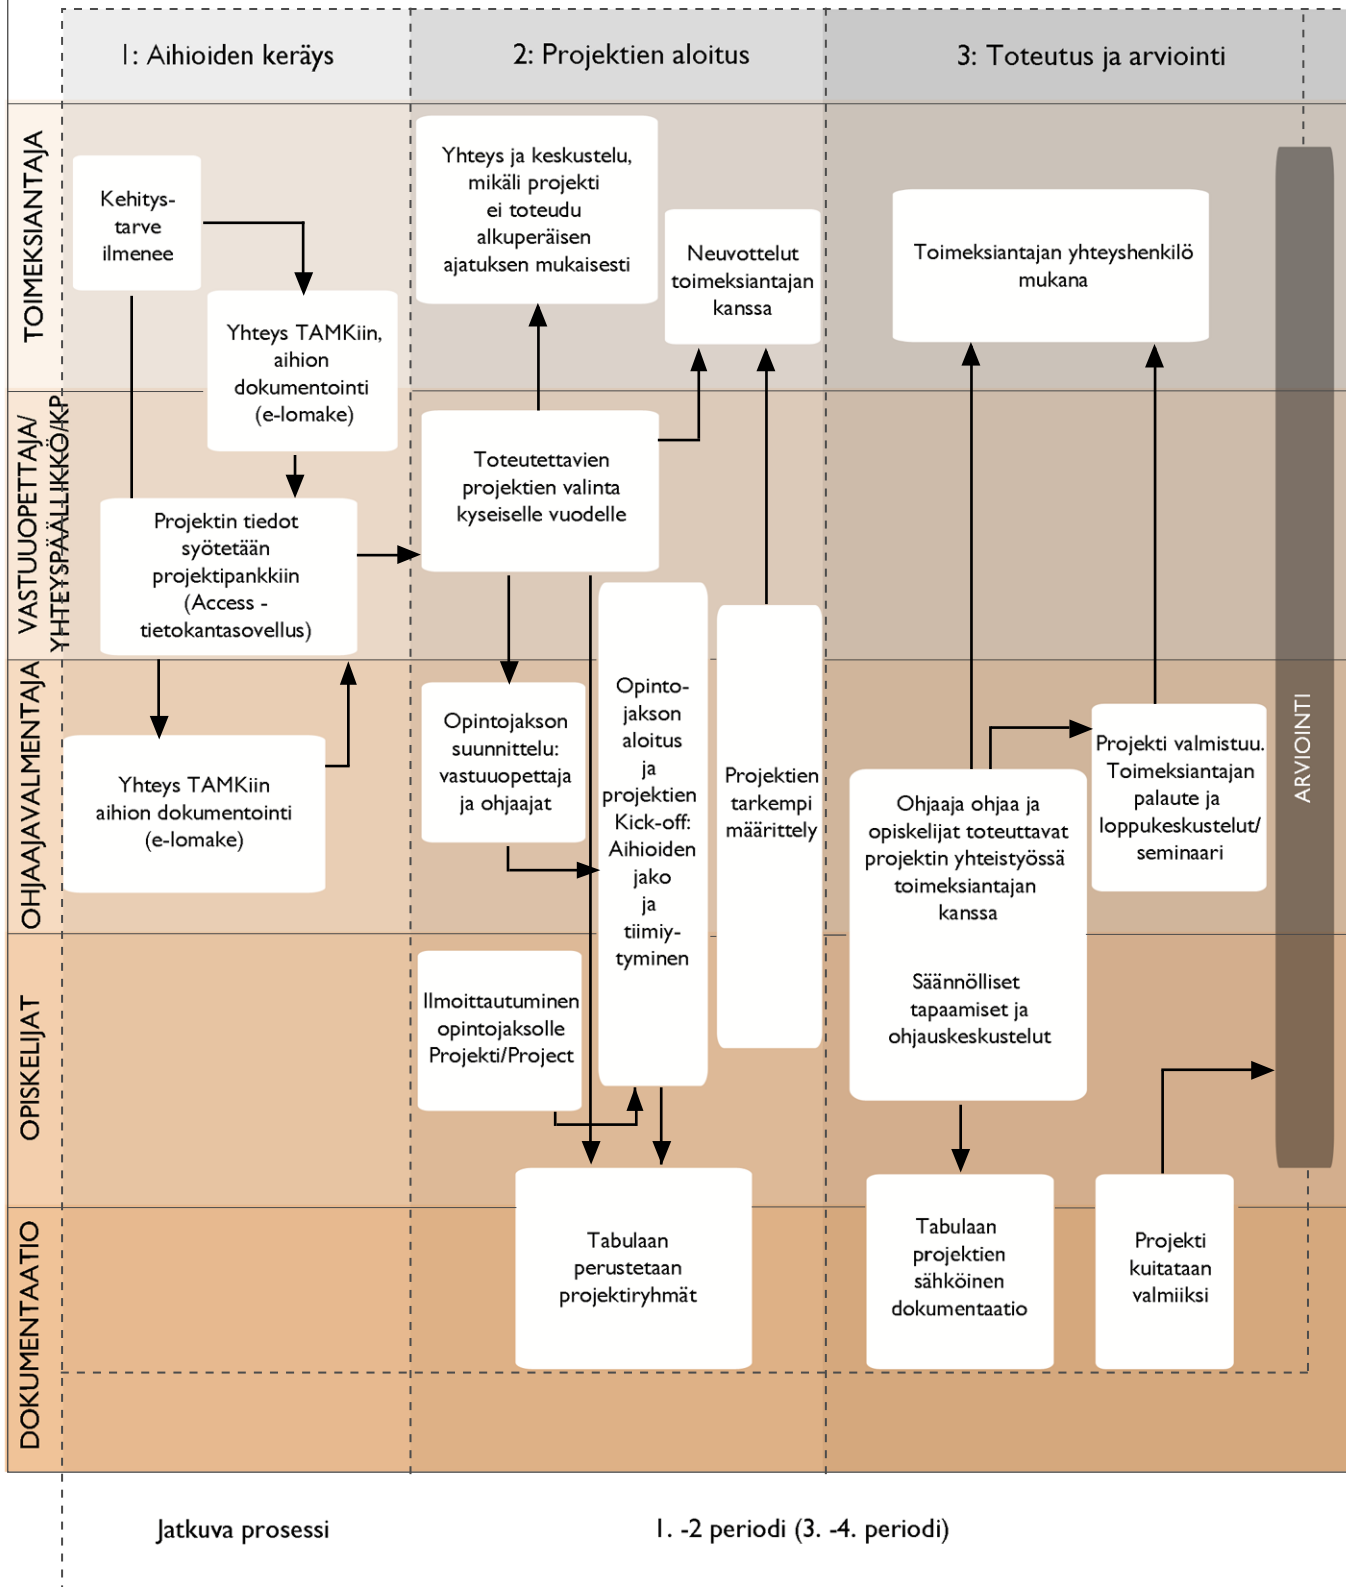 1: Aihioiden keräys
2: Projektien aloitus
3: Toteutus ja arviointi
TOIMEKSIANTAJA
Kehitys-
tarve
ilmenee
Yhteys TAMKiin,
aihion
dokumentointi
(e-lomake)
Yhteys ja keskustelu,
mikäli projekti
ei toteudu
alkuperäisen
ajatuksen mukaisesti
Neuvottelut
toimeksiantajan
kanssa
Toimeksiantajan yhteyshenkilö
mukana
VASTUUOPETTAJA/
YHTEYSPÄÄLLIKKÖ/KP
Projektin tiedot
syötetään
projektipankkiin
(Access -
tietokantasovellus)
Toteutettavien
projektien valinta
kyseiselle vuodelle
OHJAAJAVALMENTAJA
Yhteys TAMKiin
aihion dokumentointi
(e-lomake)
Opintojakson
suunnittelu:
vastuuopettaja
ja ohjaajat
Opinto-
jakson
aloitus
ja
projektien
Kick-off:
Aihioiden
jako
ja
tiimiy-
tyminen
Projektien
tarkempi
määrittely
Ohjaaja ohjaa ja
opiskelijat toteuttavat
projektin yhteistyössä
toimeksiantajan
kanssa
Säännölliset
tapaamiset ja
ohjauskeskustelut
Projekti valmistuu.
Toimeksiantajan
palaute ja
loppukeskustelut/
seminaari
ARVIOINTI
OPISKELIJAT
Ilmoittautuminen
opintojaksolle
Projekti/Project
DOKUMENTAATIO
Tabulaan
perustetaan
projektiryhmät
Tabulaan
projektien
sähköinen
dokumentaatio
Projekti
kuitataan
valmiiksi
Jatkuva prosessi
1. -2 periodi (3. -4. periodi)